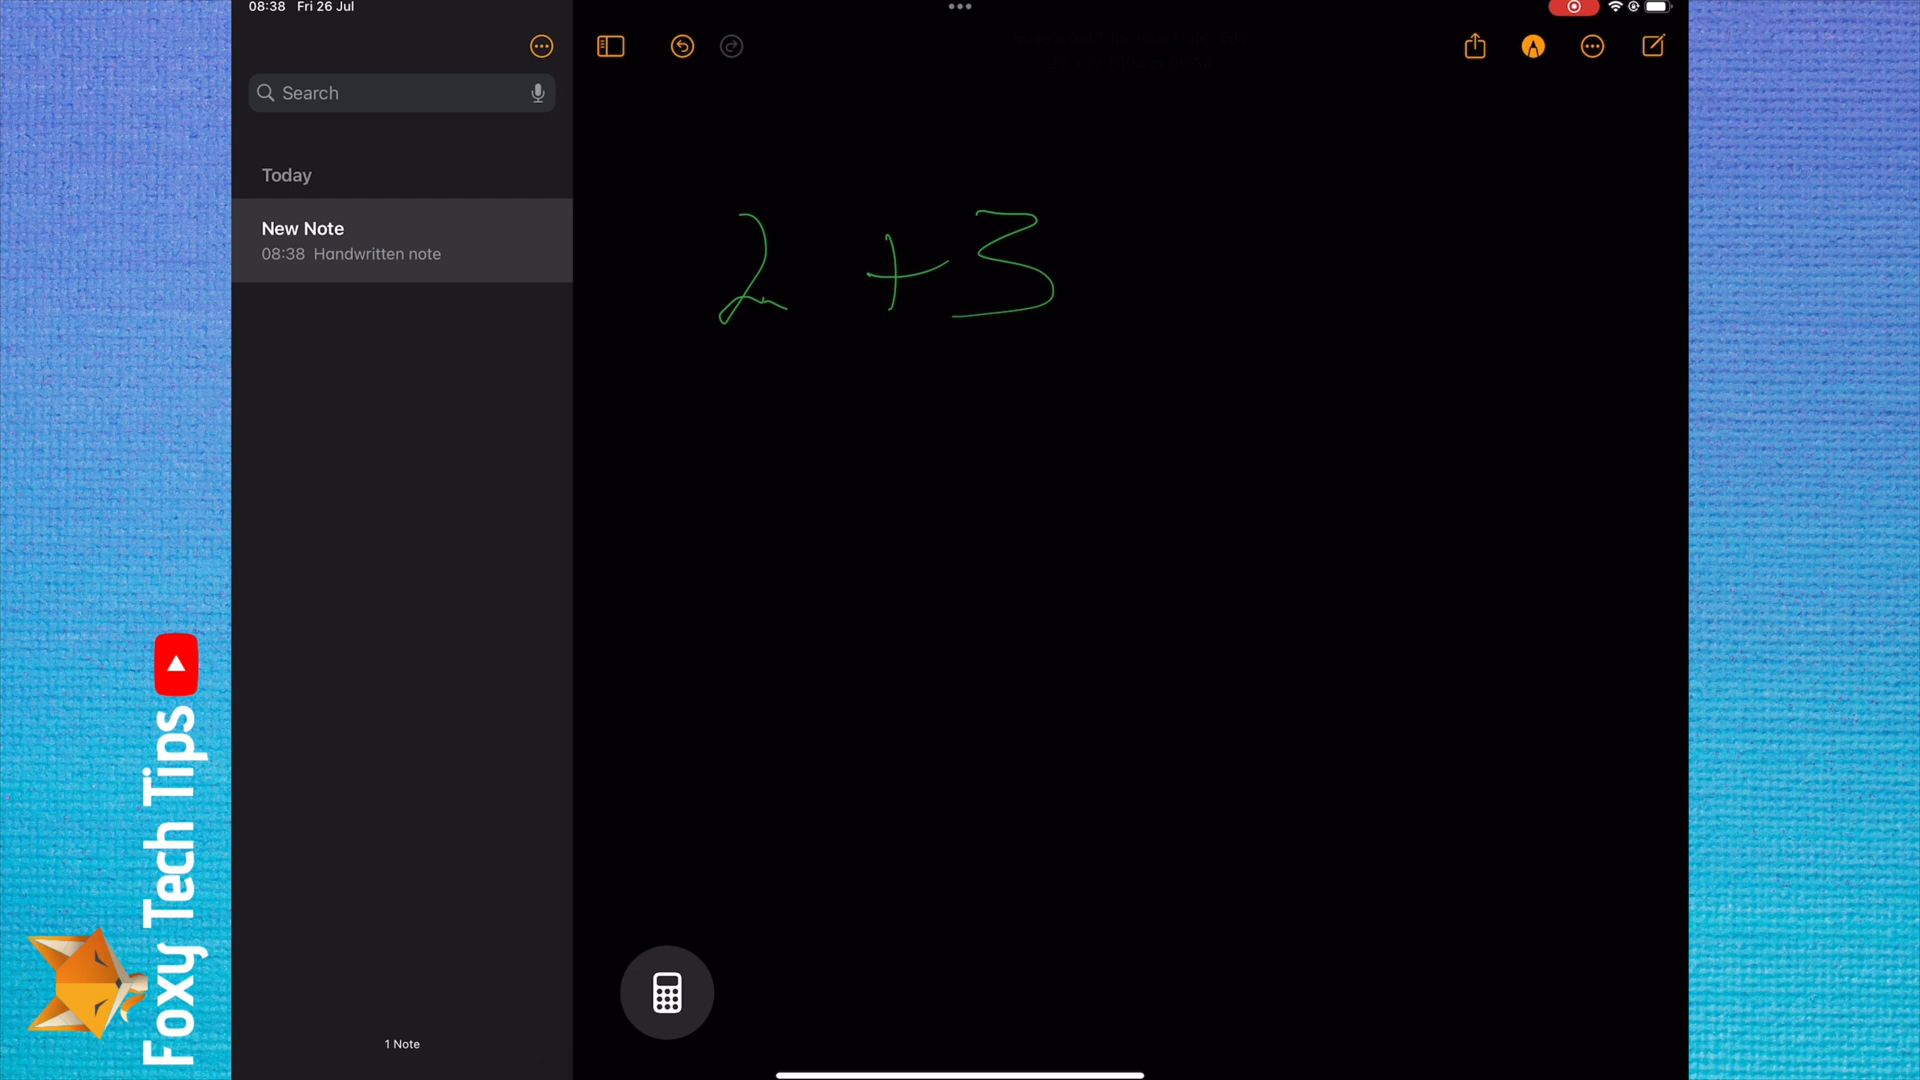 08:38 Fri 26 Jul
Search
Today
New Note
08:38 Handwritten note
2 + 3
1 Note
Foxy Tech Tips